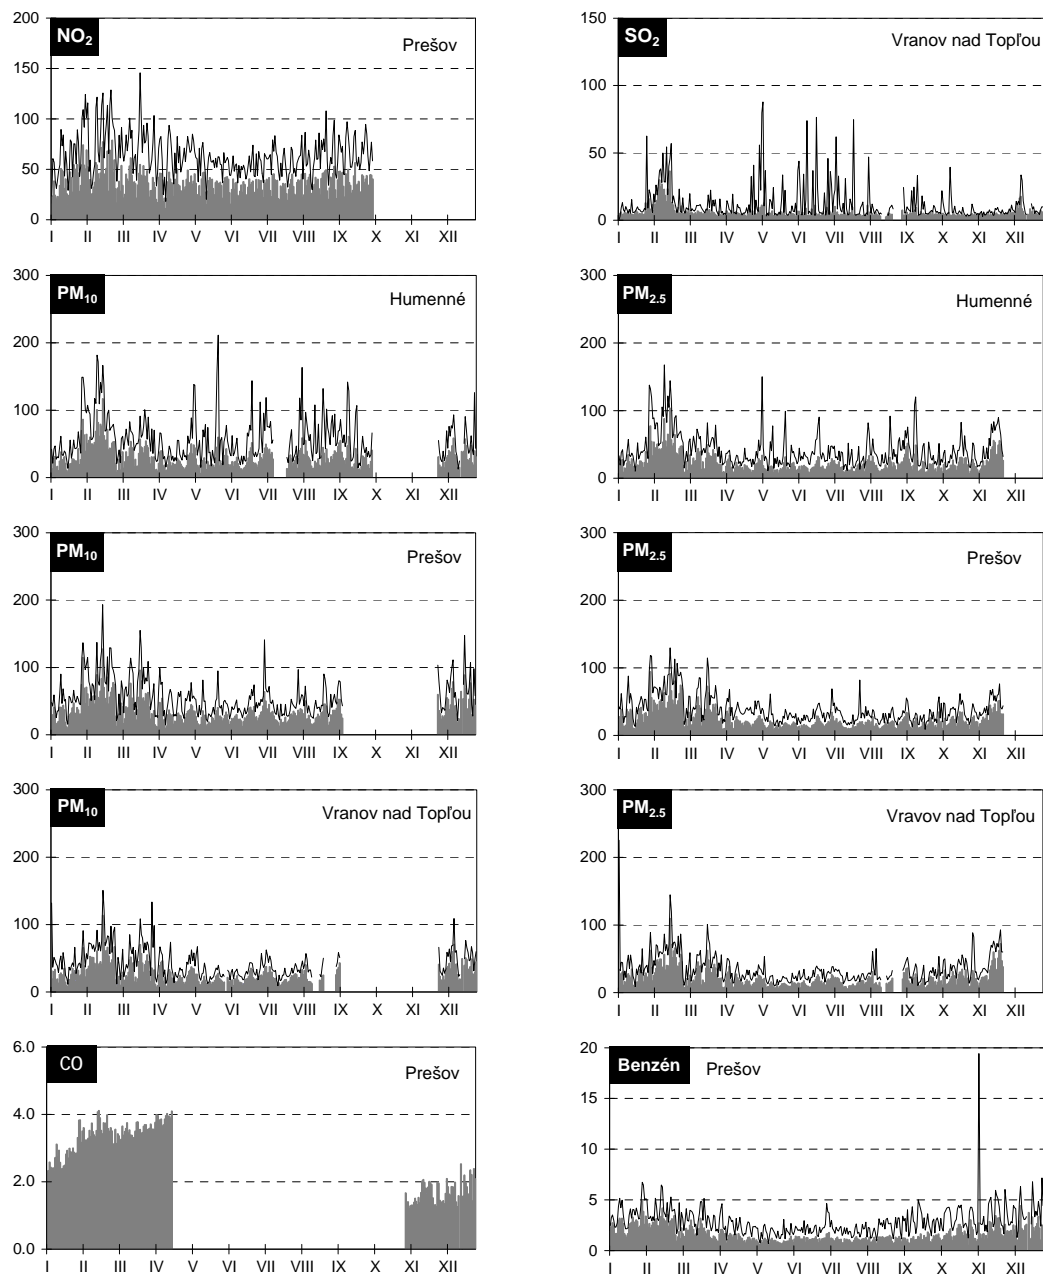 200
150
100
50
0
NO₂
Prešov
I II III IV V VI VII VIII IX X XI XII
150
100
50
0
SO₂
Vranov nad Topľou
I II III IV V VI VII VIII IX X XI XII
300
200
100
0
PM₁₀
Humenné
I II III IV V VI VII VIII IX X XI XII
300
200
100
0
PM₂.₅
Humenné
I II III IV V VI VII VIII IX X XI XII
300
200
100
0
PM₁₀
Prešov
I II III IV V VI VII VIII IX X XI XII
300
200
100
0
PM₂.₅
Prešov
I II III IV V VI VII VIII IX X XI XII
300
200
100
0
PM₁₀
Vranov nad Topľou
I II III IV V VI VII VIII IX X XI XII
300
200
100
0
PM₂.₅
Vravov nad Topľou
I II III IV V VI VII VIII IX X XI XII
6.0
4.0
2.0
0.0
CO
Prešov
I II III IV V VI VII VIII IX X XI XII
20
15
10
5
0
Benzén
Prešov
I II III IV V VI VII VIII IX X XI XII